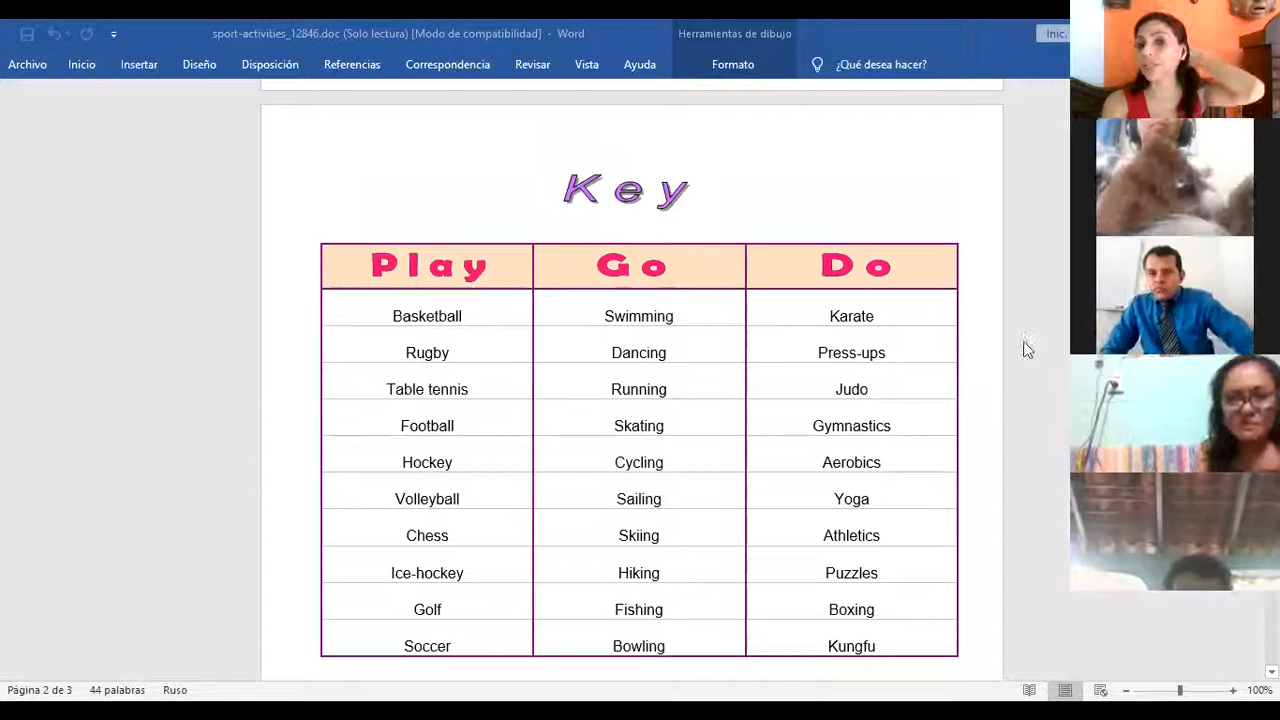 sport-activities_12846.doc (Solo lectura) [Modo de compatibilidad] - Word
Herramientas de dibujo
Inic.
Archivo Inicio Insertar Diseño Disposición Referencias Correspondencia Revisar Vista Ayuda Formato ¿Qué desea hacer?
Key
Play Go Do
Basketball Swimming Karate
Rugby Dancing Press-ups
Table tennis Running Judo
Football Skating Gymnastics
Hockey Cycling Aerobics
Volleyball Sailing Yoga
Chess Skiing Athletics
Ice-hockey Hiking Puzzles
Golf Fishing Boxing
Soccer Bowling Kungfu
Página 2 de 3 44 palabras Ruso 100%